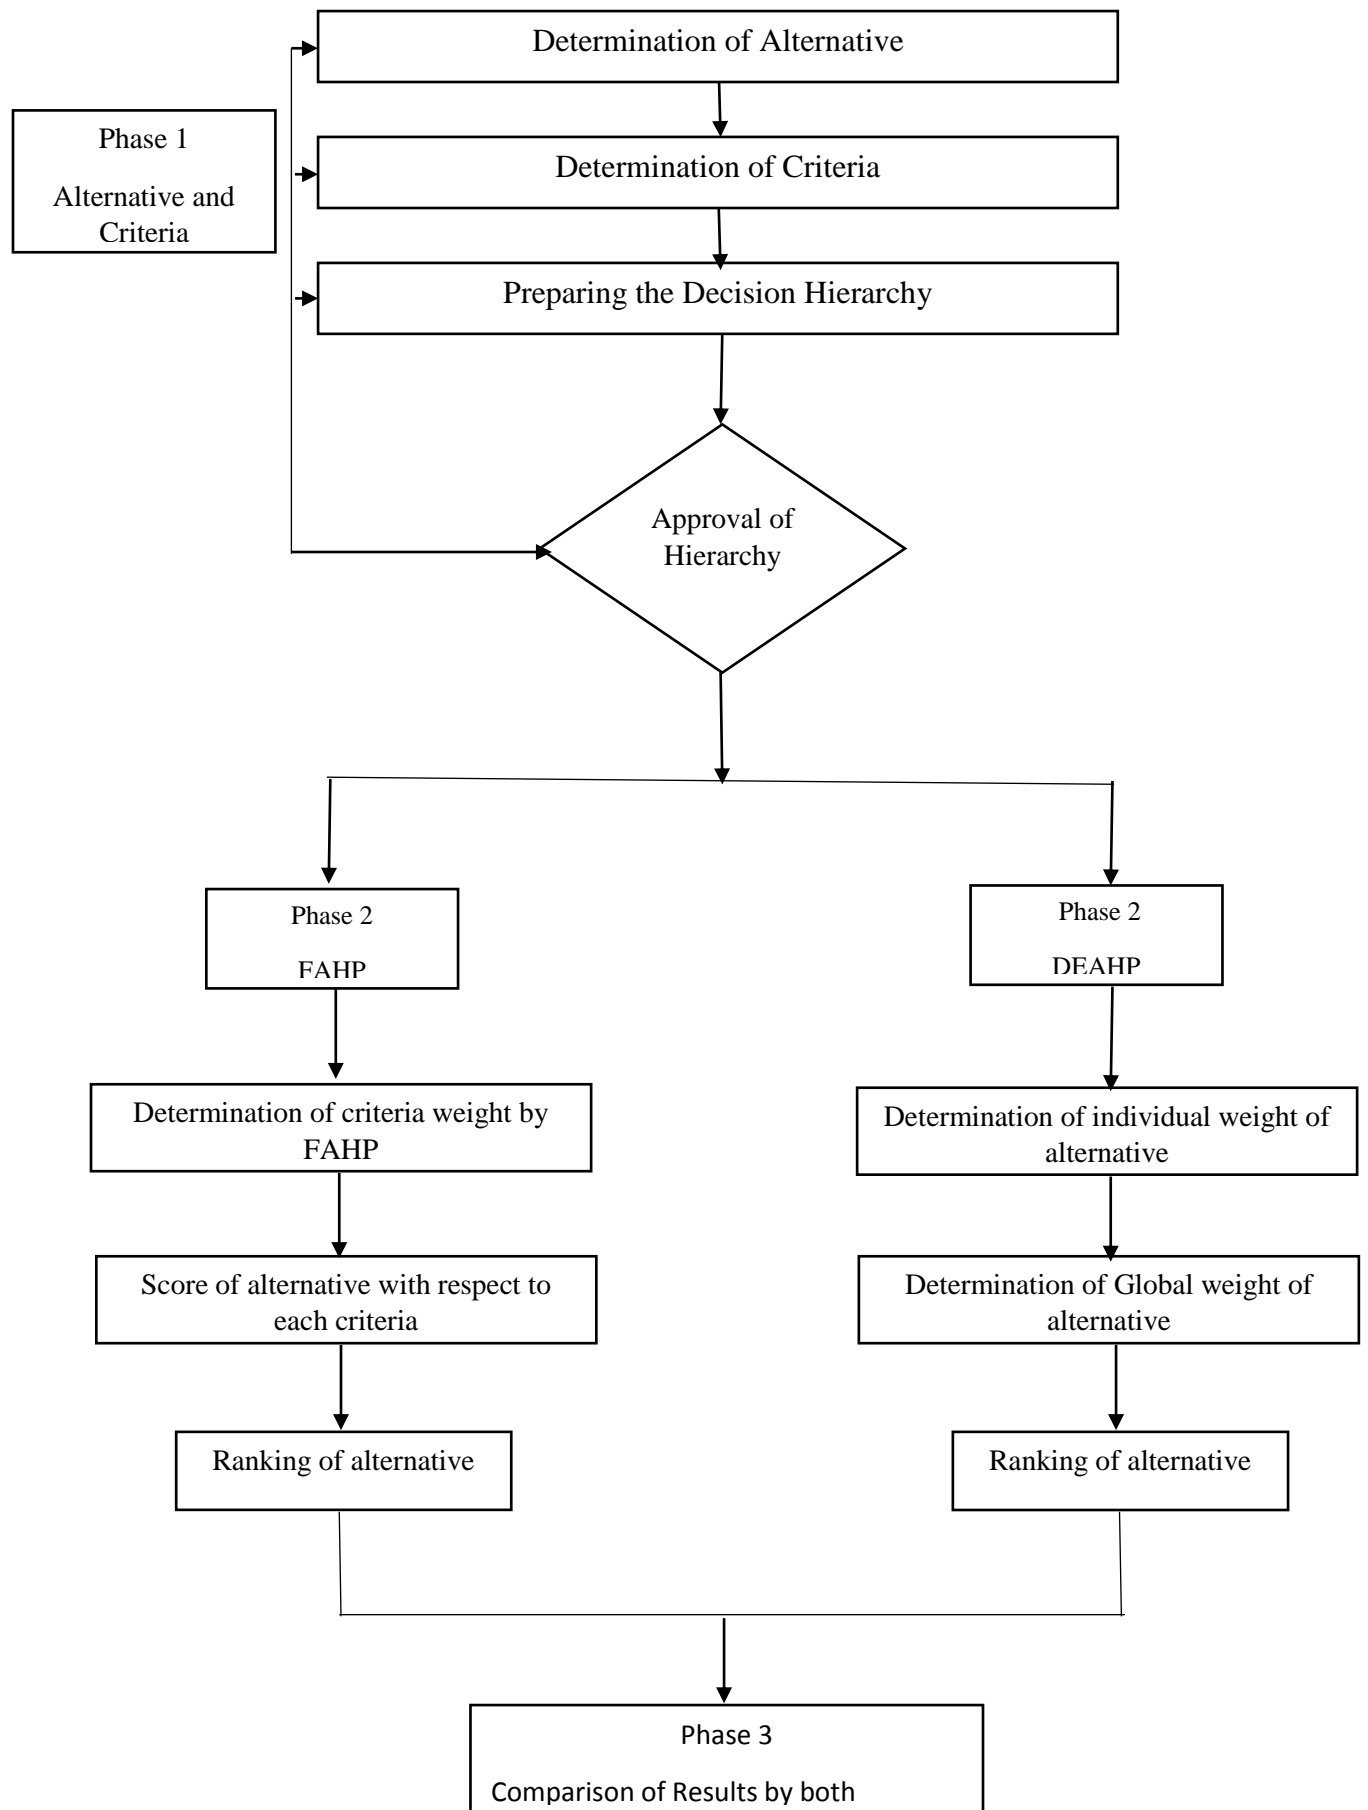 Determination of Alternative
Phase 1
Alternative and
Criteria
Determination of Criteria
Preparing the Decision Hierarchy
Approval of
Hierarchy
Phase 2
FAHP
Phase 2
DEAHP
Determination of criteria weight by
FAHP
Determination of individual weight of
alternative
Score of alternative with respect to
each criteria
Determination of Global weight of
alternative
Ranking of alternative
Ranking of alternative
Phase 3
Comparison of Results by both